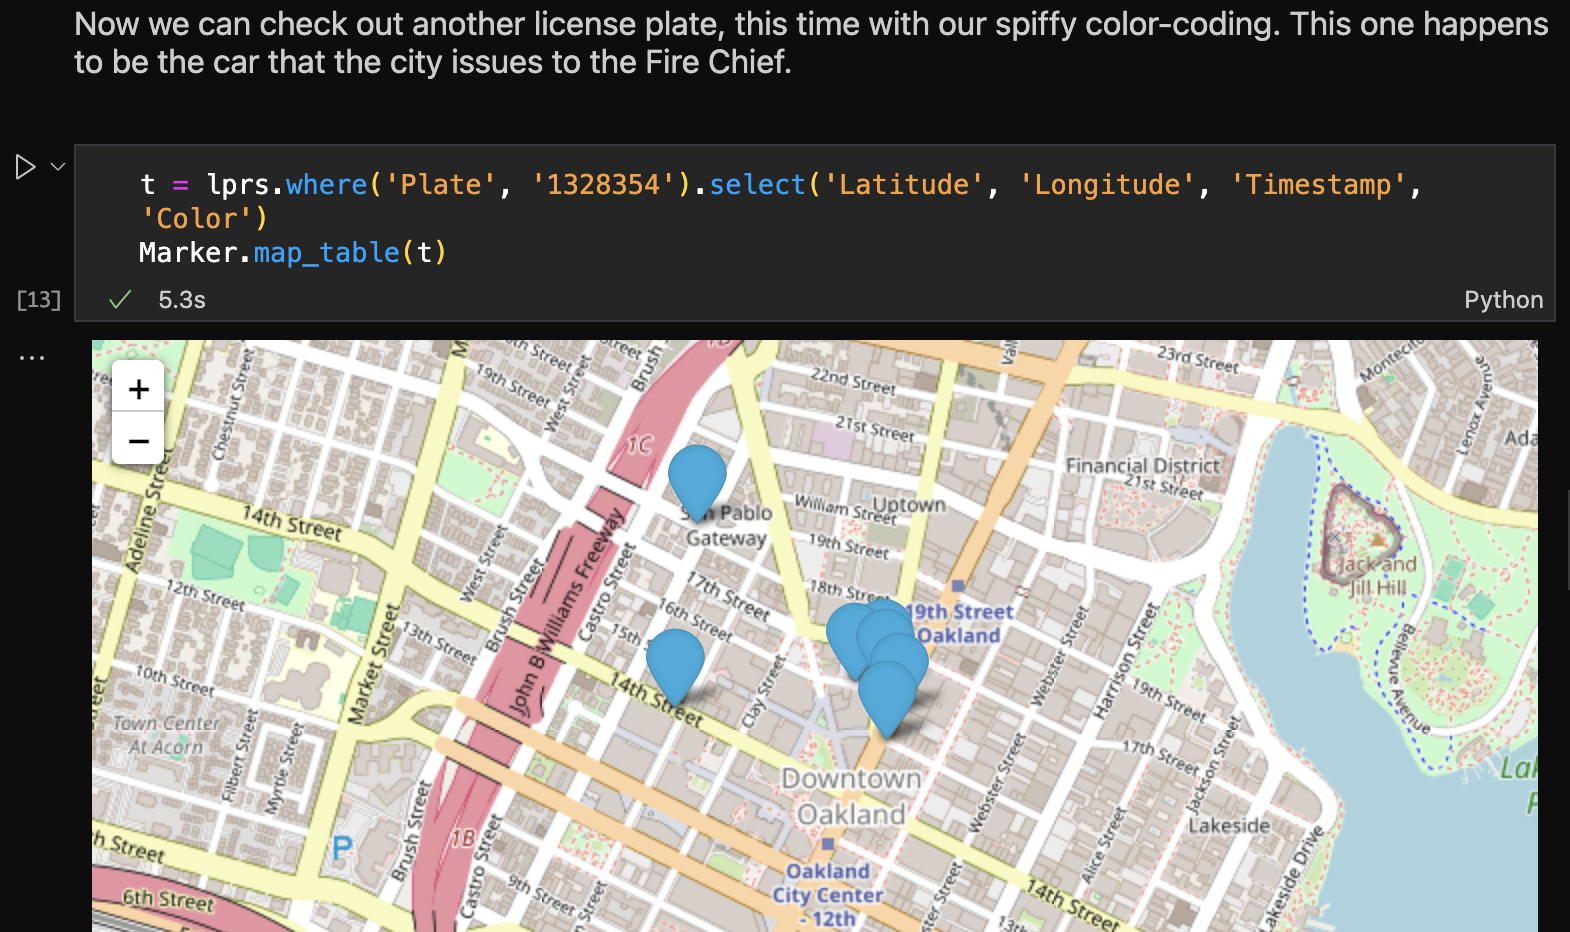 Now we can check out another license plate, this time with our spiffy color-coding. This one happens
to be the car that the city issues to the Fire Chief.
t = lprs.where('Plate', '1328354').select('Latitude', 'Longitude', 'Timestamp',
'Color')
Marker.map_table(t)
[13]
5.3s
Python
...
+
−
Chestnut Street
19th Street
West Street
Brush
1C
22nd Street
21st Street
23rd Street
Montecito
Lenox Avenue
Financial District
21st Street
Adeline Street
14th Street
San Pablo
Gateway
William Street
Uptown
19th Street
18th Street
19th Street
Oakland
Jack and
Jill Hill
Bellevue Avenue
12th Street
West Street
Brush Street
John B Williams Freeway
Castro Street
17th Street
16th Street
15th
13th Street
Market Street
10th Street
14th Street
Clay Street
Webster Street
Harrison Street
19th Street
17th Street
Jackson Street
Town Center
At Acorn
Filbert Street
Myrtle Street
Downtown
Oakland
Webster Street
Lakeside
Alice Street
Lakeside Drive
Brush Street
P
1B
Castro Street
Oakland
City Center
- 12th
9th Street
14th Street
6th Street